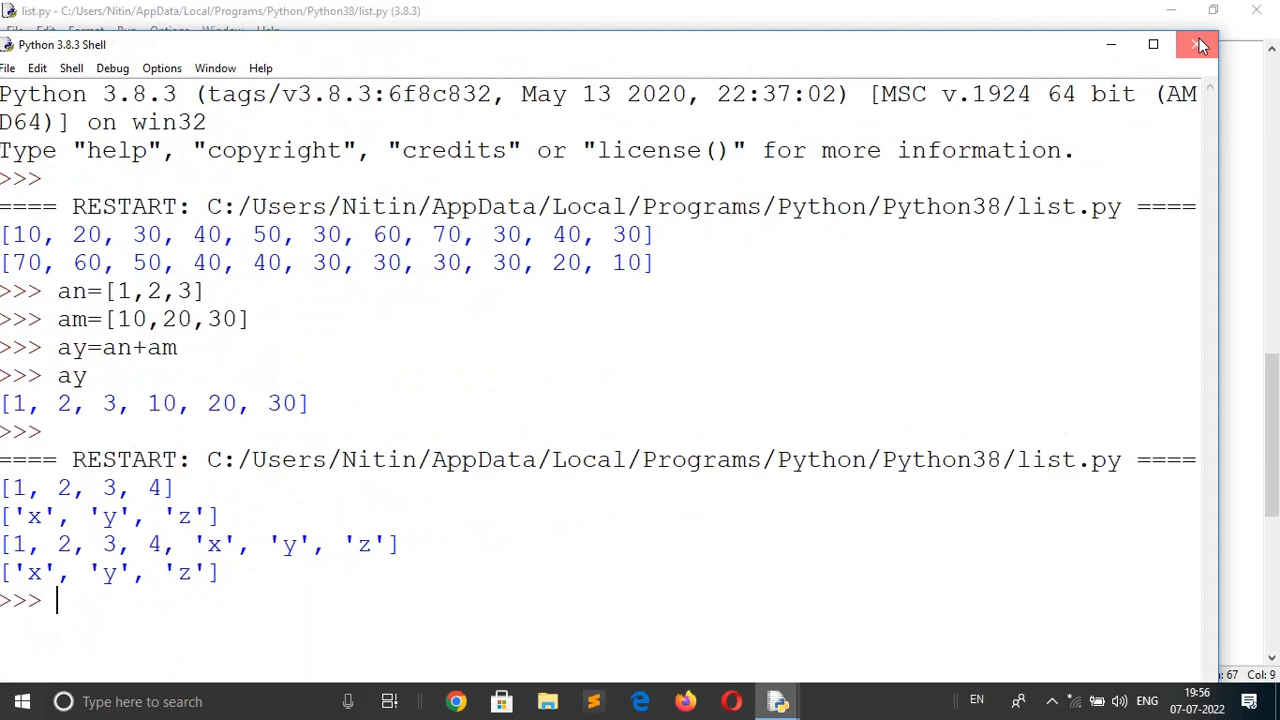 list.py - C:/Users/Nitin/AppData/Local/Programs/Python/Python38/list.py (3.8.3)
Python 3.8.3 Shell
File Edit Shell Debug Options Window Help
Python 3.8.3 (tags/v3.8.3:6f8c832, May 13 2020, 22:37:02) [MSC v.1924 64 bit (AM
D64)] on win32
Type "help", "copyright", "credits" or "license()" for more information.
>>>
==== RESTART: C:/Users/Nitin/AppData/Local/Programs/Python/Python38/list.py ====
[10, 20, 30, 40, 50, 30, 60, 70, 30, 40, 30]
[70, 60, 50, 40, 40, 30, 30, 30, 30, 20, 10]
>>> an=[1,2,3]
>>> am=[10,20,30]
>>> ay=an+am
>>> ay
[1, 2, 3, 10, 20, 30]
>>>
==== RESTART: C:/Users/Nitin/AppData/Local/Programs/Python/Python38/list.py ====
[1, 2, 3, 4]
['x', 'y', 'z']
[1, 2, 3, 4, 'x', 'y', 'z']
['x', 'y', 'z']
>>>
67 Col: 9
Type here to search
EN
ENG
19:56
07-07-2022